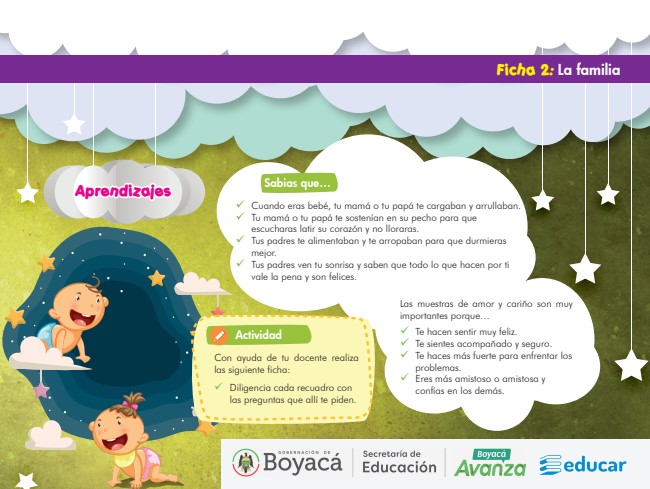 Ficha 2: La familia
Aprendizajes
Sabias que...
Cuando eras bebé, tu mamá o tu papá te cargaban y arrullaban.
Tu mamá o tu papá te sostenían en su pecho para que
escucharas latir su corazón y no lloraras.
Tus padres te alimentaban y te arropaban para que durmieras
mejor.
Tus padres ven tu sonrisa y saben que todo lo que hacen por ti
vale la pena y son felices.
Las muestras de amor y cariño son muy
importantes porque...
Te hacen sentir muy feliz.
Te sientes acompañado y seguro.
Te haces más fuerte para enfrentar los
problemas.
Eres más amistoso o amistosa y
confías en los demás.
Actividad
Con ayuda de tu docente realiza
las siguiente ficha:
Diligencia cada recuadro con
las preguntas que allí te piden.
GOBERNACIÓN DE
Boyacá
Secretaría de
Educación
Boyacá
Avanza
educar